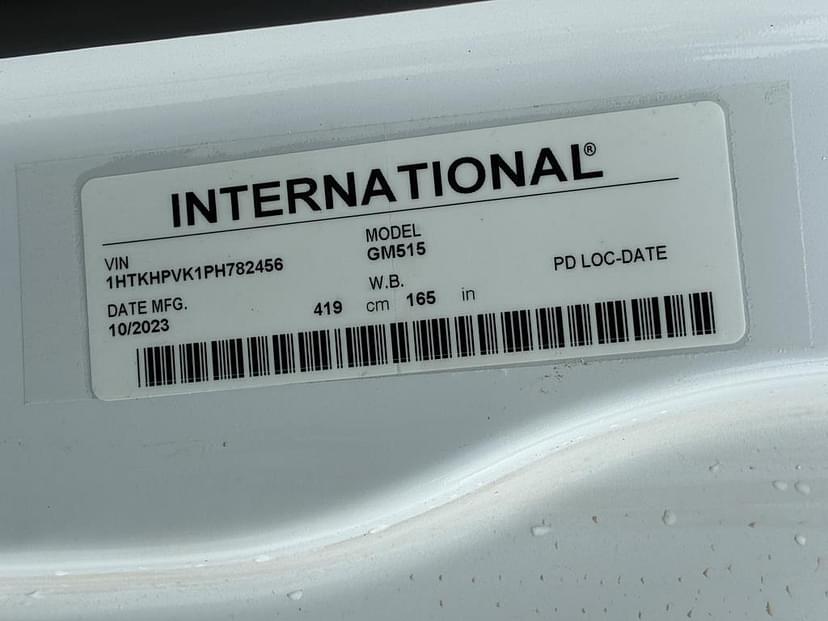 INTERNATIONAL®
VIN
1HTKHPVK1PH782456
MODEL
GM515
DATE MFG.
10/2023
W.B.
419 cm 165 in
PD LOC-DATE